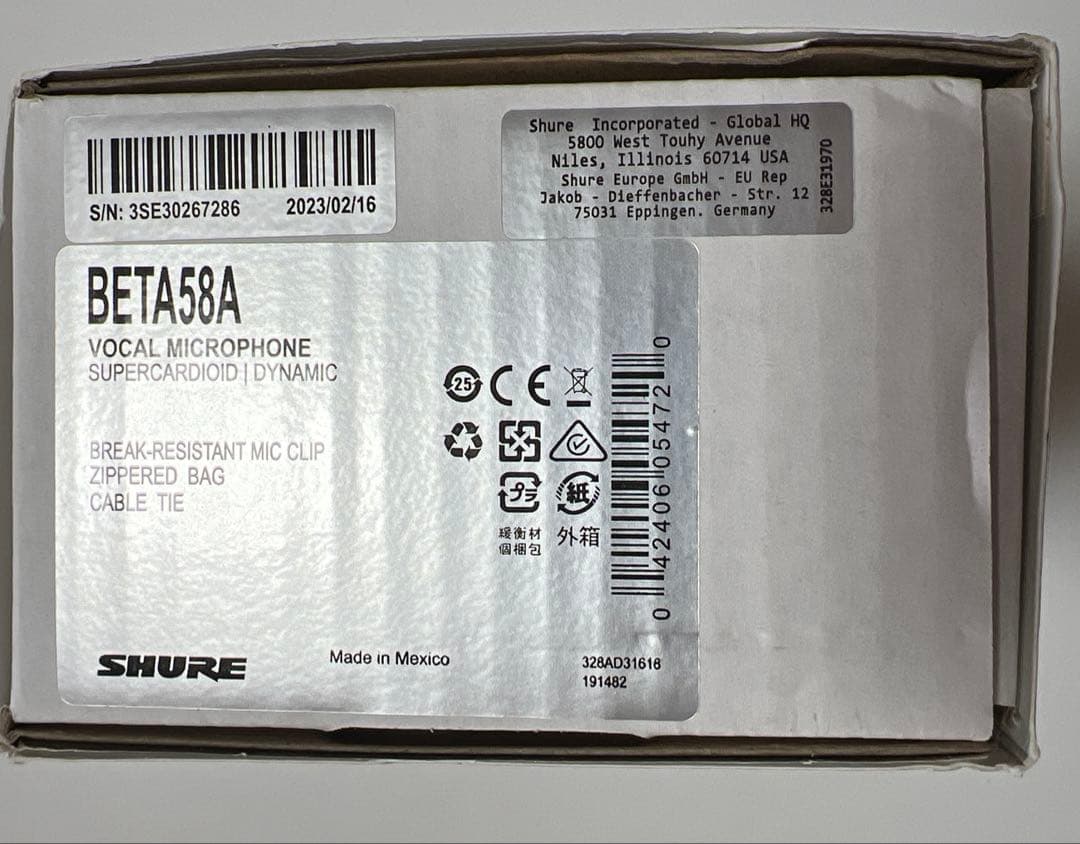 S/N: 3SE30267286 2023/02/16
Shure Incorporated - Global HQ
5800 West Touhy Avenue
Niles, Illinois 60714 USA
Shure Europe GmbH - EU Rep
Jakob - Dieffenbacher - Str. 12
75031 Eppingen. Germany
328E31970
BETA58A
VOCAL MICROPHONE
SUPERCARDIOID | DYNAMIC
BREAK-RESISTANT MIC CLIP
ZIPPERED BAG
CABLE TIE
25
CE
プラ
紙
緩衝材
個梱包
外箱
0 42406 05472 0
SHURE
Made in Mexico
328AD31618
191482